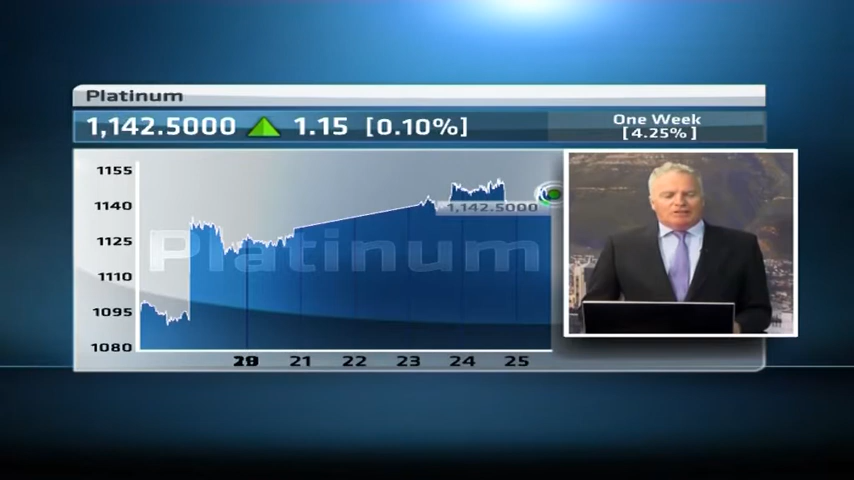 Platinum
1,142.5000 1.15 [0.10%]
One Week
[4.25%]
1155
1140
1125
1110
1095
1080
Platinum
1,142.5000
21 22 23 24 25